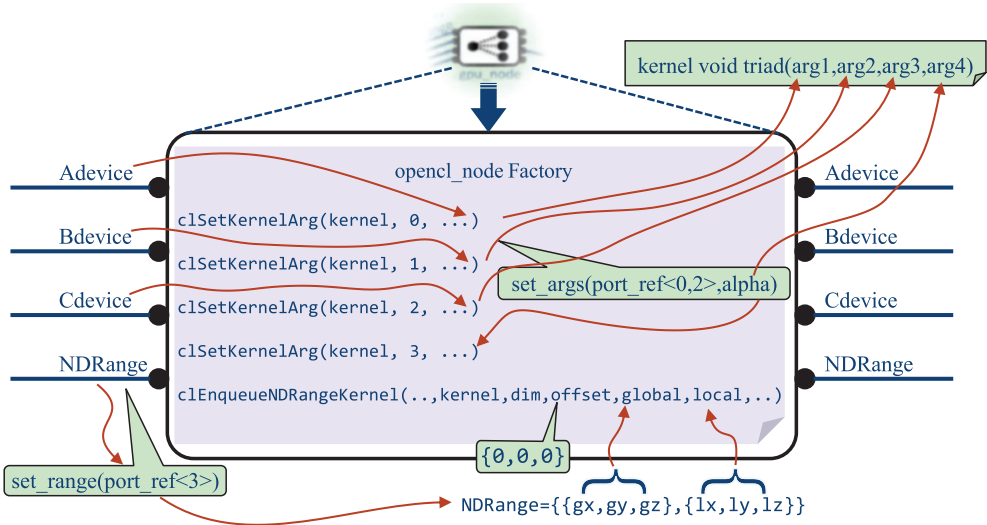 gpu_node
kernel void triad(arg1,arg2,arg3,arg4)
opencl_node Factory
Adevice
Adevice
clSetKernelArg(kernel, 0, ...)
Bdevice
Bdevice
clSetKernelArg(kernel, 1, ...)
set_args(port_ref<0,2>,alpha)
Cdevice
Cdevice
clSetKernelArg(kernel, 2, ...)
clSetKernelArg(kernel, 3, ...)
NDRange
NDRange
clEnqueueNDRangeKernel(..,kernel,dim,offset,global,local,..)
{0,0,0}
set_range(port_ref<3>)
NDRange={{gx,gy,gz},{lx,ly,lz}}